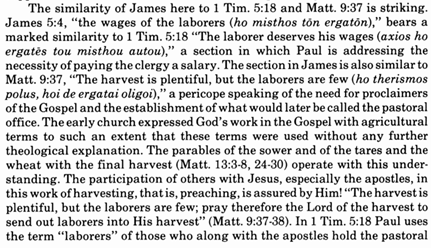 The similarity of James here to 1 Tim. 5:18 and Matt. 9:37 is striking.
James 5:4, "the wages of the laborers (ho misthos tōn ergatōn)," bears a
marked similarity to 1 Tim. 5:18 "The laborer deserves his wages (axios ho
ergatēs tou misthou autou)," a section in which Paul is addressing the
necessity of paying the clergy a salary. The section in James is also similar to
Matt. 9:37, "The harvest is plentiful, but the laborers are few (ho therismos
polus, hoi de ergatai oligoi)," a pericope speaking of the need for proclaimers
of the Gospel and the establishment of what would later be called the pastoral
office. The early church expressed God's work in the Gospel with agricultural
terms to such an extent that these terms were used without any further
theological explanation. The parables of the sower and of the tares and the
wheat with the final harvest (Matt. 13:3-8, 24-30) operate with this under-
standing. The participation of others with Jesus, especially the apostles, in
this work of harvesting, that is, preaching, is assured by Him! "The harvest is
plentiful, but the laborers are few; pray therefore the Lord of the harvest to
send out laborers into His harvest" (Matt. 9:37-38). In 1 Tim. 5:18 Paul uses
the term "laborers" of those who along with the apostles hold the pastoral